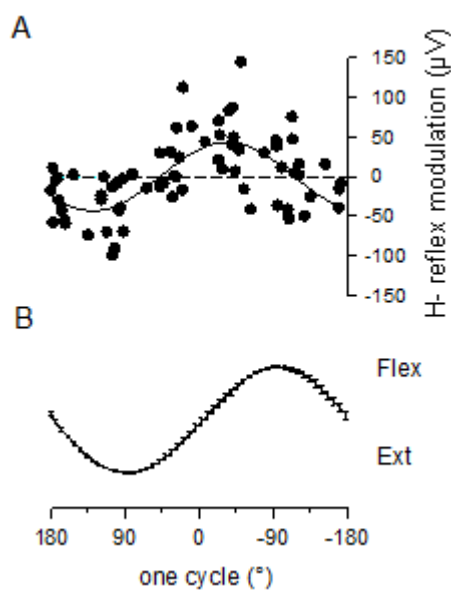 A
150
100
50
0
-50
-100
-150
H- reflex modulation (µV)
B
Flex
Ext
180 90 0 -90 -180
one cycle (°)